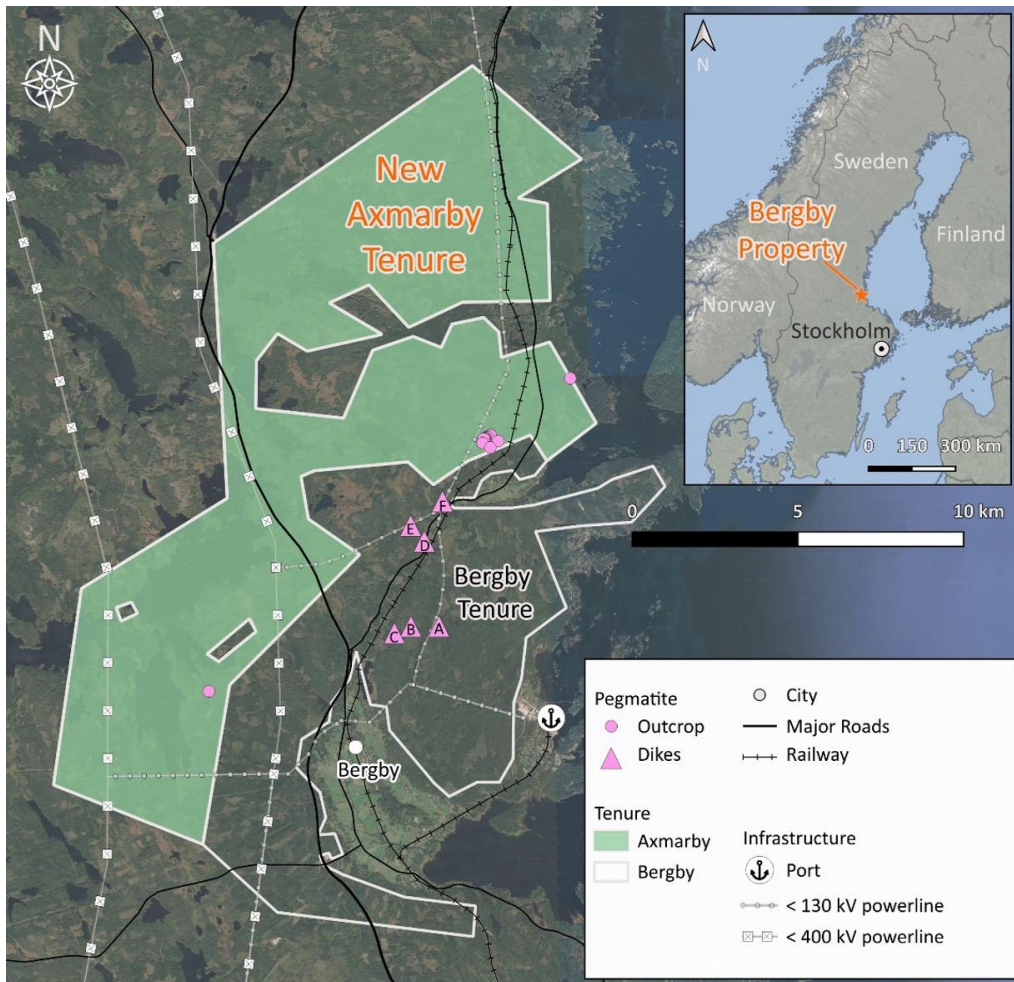 N
New
Axmarby
Tenure
F
E
D
Bergby
Tenure
C
B
A
Bergby
0
5
10 km
N
Sweden
Bergby
Property
Finland
Norway
Stockholm
0 150 300 km
Pegmatite
Outcrop
Dikes
Tenure
Axmarby
Bergby
City
Major Roads
Railway
Infrastructure
Port
< 130 kV powerline
< 400 kV powerline